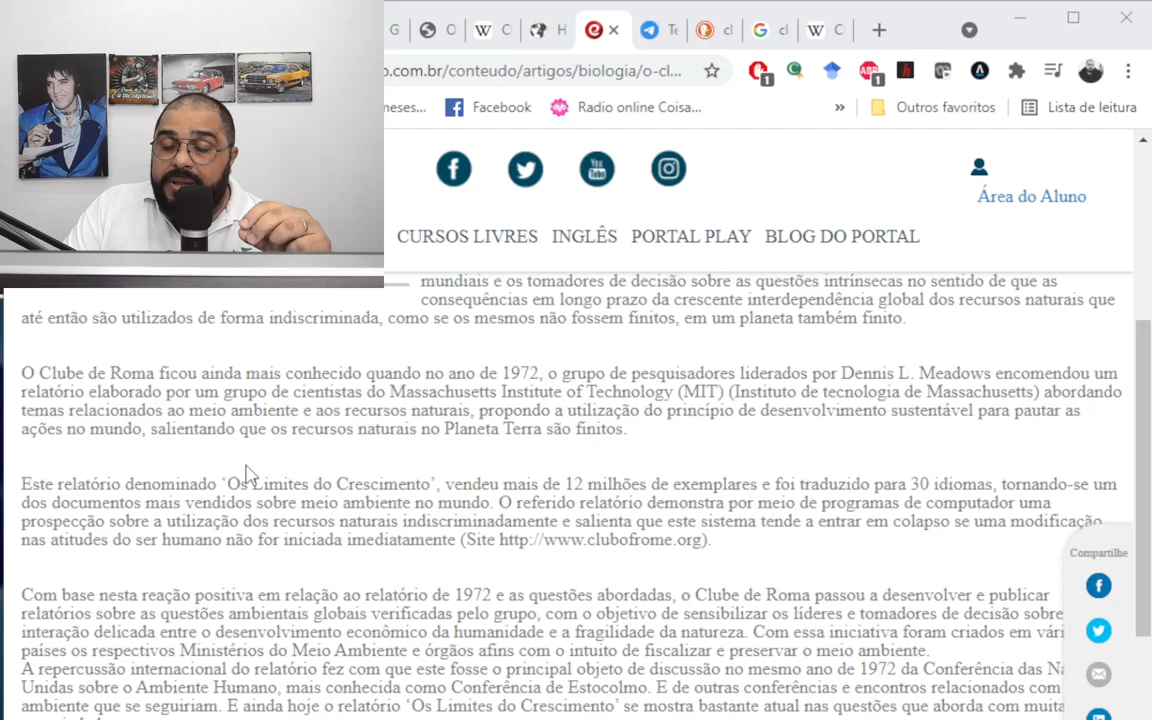 G
O
W
C
H
Te
cl
G
cl
W
C
o.com.br/conteudo/artigos/biologia/o-cl...
1
ABP
1
h
meses...
Facebook
Radio online Coisa...
»
Outros favoritos
Lista de leitura
f
You
Tube
Área do Aluno
CURSOS LIVRES INGLÊS PORTAL PLAY BLOG DO PORTAL
mundiais e os tomadores de decisão sobre as questões intrínsecas no sentido de que as
consequências em longo prazo da crescente interdependência global dos recursos naturais que
até então são utilizados de forma indiscriminada, como se os mesmos não fossem finitos, em um planeta também finito.
O Clube de Roma ficou ainda mais conhecido quando no ano de 1972, o grupo de pesquisadores liderados por Dennis L. Meadows encomendou um
relatório elaborado por um grupo de cientistas do Massachusetts Institute of Technology (MIT) (Instituto de tecnologia de Massachusetts) abordando
temas relacionados ao meio ambiente e aos recursos naturais, propondo a utilização do princípio de desenvolvimento sustentável para pautar as
ações no mundo, salientando que os recursos naturais no Planeta Terra são finitos.
Este relatório denominado ‘Os Limites do Crescimento’, vendeu mais de 12 milhões de exemplares e foi traduzido para 30 idiomas, tornando-se um
dos documentos mais vendidos sobre meio ambiente no mundo. O referido relatório demonstra por meio de programas de computador uma
prospecção sobre a utilização dos recursos naturais indiscriminadamente e salienta que este sistema tende a entrar em colapso se uma modificação
nas atitudes do ser humano não for iniciada imediatamente (Site http://www.clubofrome.org).
Compartilhe
Com base nesta reação positiva em relação ao relatório de 1972 e as questões abordadas, o Clube de Roma passou a desenvolver e publicar
relatórios sobre as questões ambientais globais verificadas pelo grupo, com o objetivo de sensibilizar os líderes e tomadores de decisão sobre
interação delicada entre o desenvolvimento econômico da humanidade e a fragilidade da natureza. Com essa iniciativa foram criados em vári
países os respectivos Ministérios do Meio Ambiente e órgãos afins com o intuito de fiscalizar e preservar o meio ambiente.
A repercussão internacional do relatório fez com que este fosse o principal objeto de discussão no mesmo ano de 1972 da Conferência das Na
Unidas sobre o Ambiente Humano, mais conhecida como Conferência de Estocolmo. E de outras conferências e encontros relacionados com
ambiente que se seguiriam. E ainda hoje o relatório ‘Os Limites do Crescimento’ se mostra bastante atual nas questões que aborda com muita